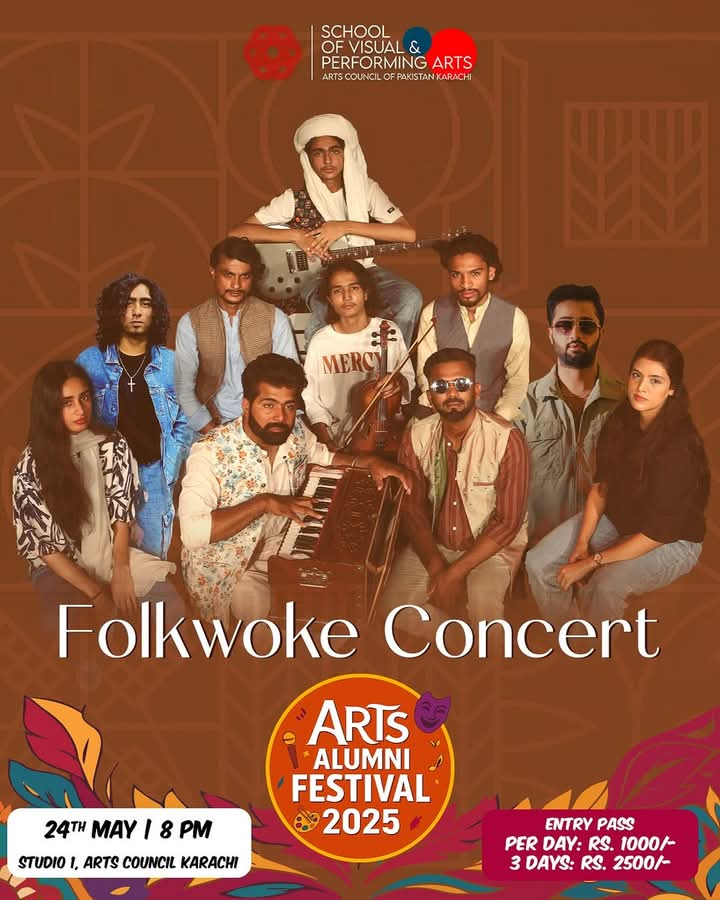 SCHOOL
OF VISUAL &
PERFORMING ARTS
ARTS COUNCIL OF PAKISTAN KARACHI
MERCY
Folkwoke Concert
ARTS
ALUMNI
FESTIVAL
2025
24TH MAY | 8 PM
STUDIO 1, ARTS COUNCIL KARACHI
ENTRY PASS
PER DAY: RS. 1000/-
3 DAYS: RS. 2500/-